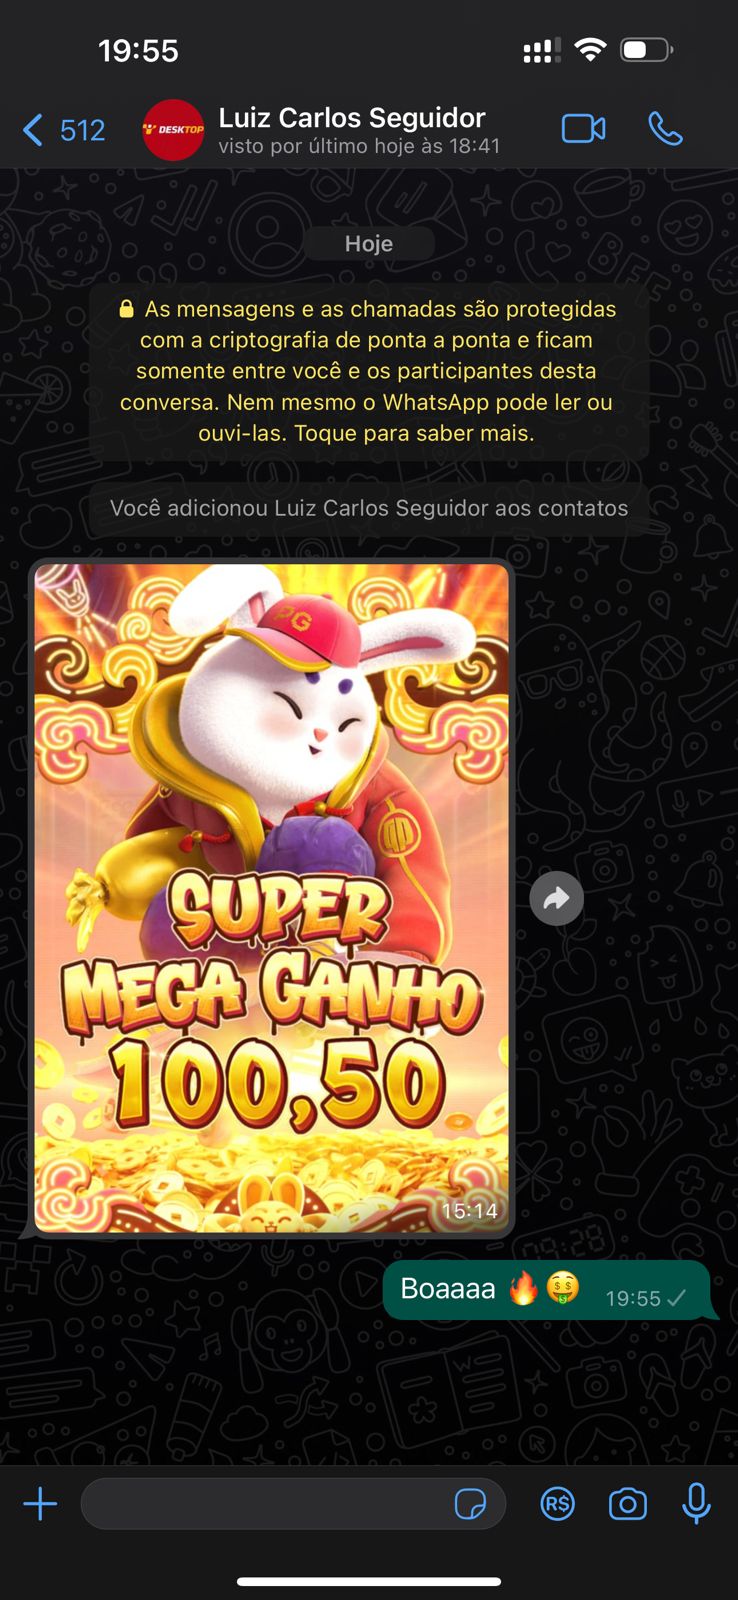 19:55
512
DESKTOP
Luiz Carlos Seguidor
visto por último hoje às 18:41
Hoje
As mensagens e as chamadas são protegidas
com a criptografia de ponta a ponta e ficam
somente entre você e os participantes desta
conversa. Nem mesmo o WhatsApp pode ler ou
ouvi-las. Toque para saber mais.
Você adicionou Luiz Carlos Seguidor aos contatos
PG
SUPER
MEGA GANHO
100,50
15:14
Boaaaa 🔥🤑 19:55
R$